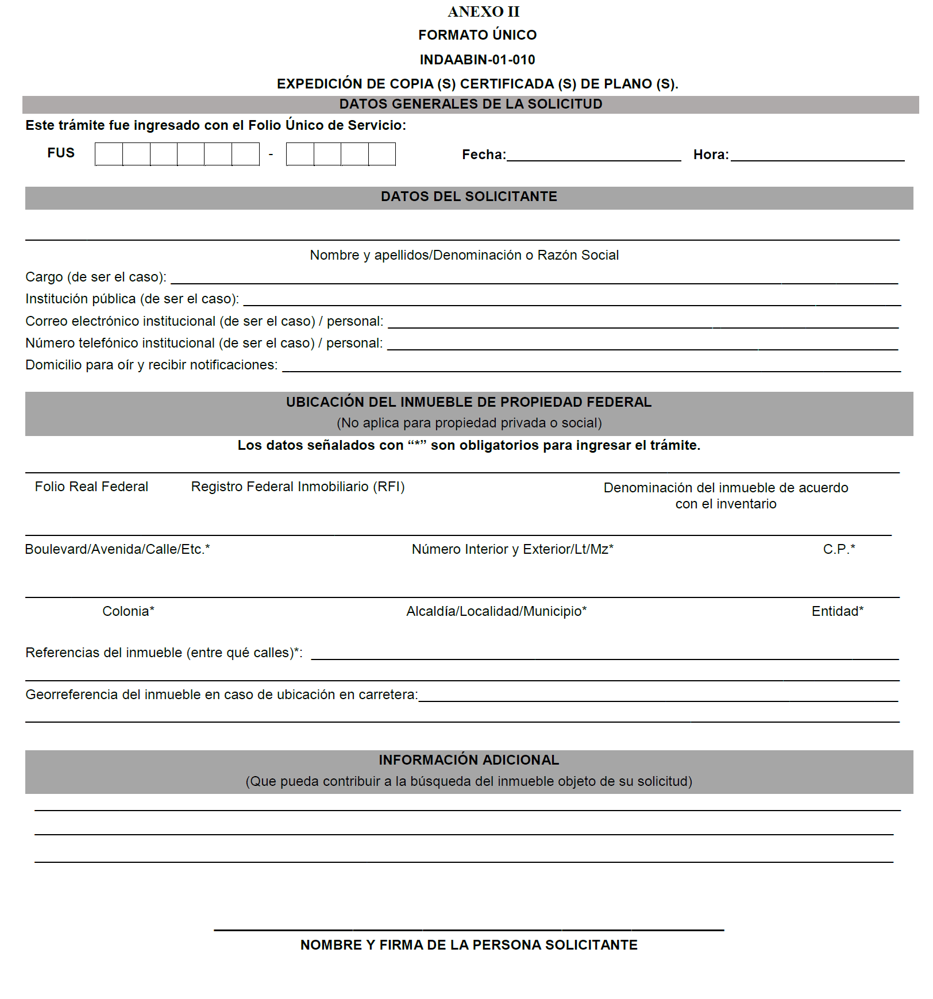 ANEXO II
FORMATO ÚNICO
INDAABIN-01-010
EXPEDICIÓN DE COPIA (S) CERTIFICADA (S) DE PLANO (S).
DATOS GENERALES DE LA SOLICITUD
Este trámite fue ingresado con el Folio Único de Servicio:
FUS - Fecha: Hora:
DATOS DEL SOLICITANTE
Nombre y apellidos/Denominación o Razón Social
Cargo (de ser el caso):
Institución pública (de ser el caso):
Correo electrónico institucional (de ser el caso) / personal:
Número telefónico institucional (de ser el caso) / personal:
Domicilio para oír y recibir notificaciones:
UBICACIÓN DEL INMUEBLE DE PROPIEDAD FEDERAL
(No aplica para propiedad privada o social)
Los datos señalados con “*” son obligatorios para ingresar el trámite.
Folio Real Federal Registro Federal Inmobiliario (RFI) Denominación del inmueble de acuerdo
con el inventario
Boulevard/Avenida/Calle/Etc.* Número Interior y Exterior/Lt/Mz* C.P.*
Colonia* Alcaldía/Localidad/Municipio* Entidad*
Referencias del inmueble (entre qué calles)*:
Georreferencia del inmueble en caso de ubicación en carretera:
INFORMACIÓN ADICIONAL
(Que pueda contribuir a la búsqueda del inmueble objeto de su solicitud)
NOMBRE Y FIRMA DE LA PERSONA SOLICITANTE